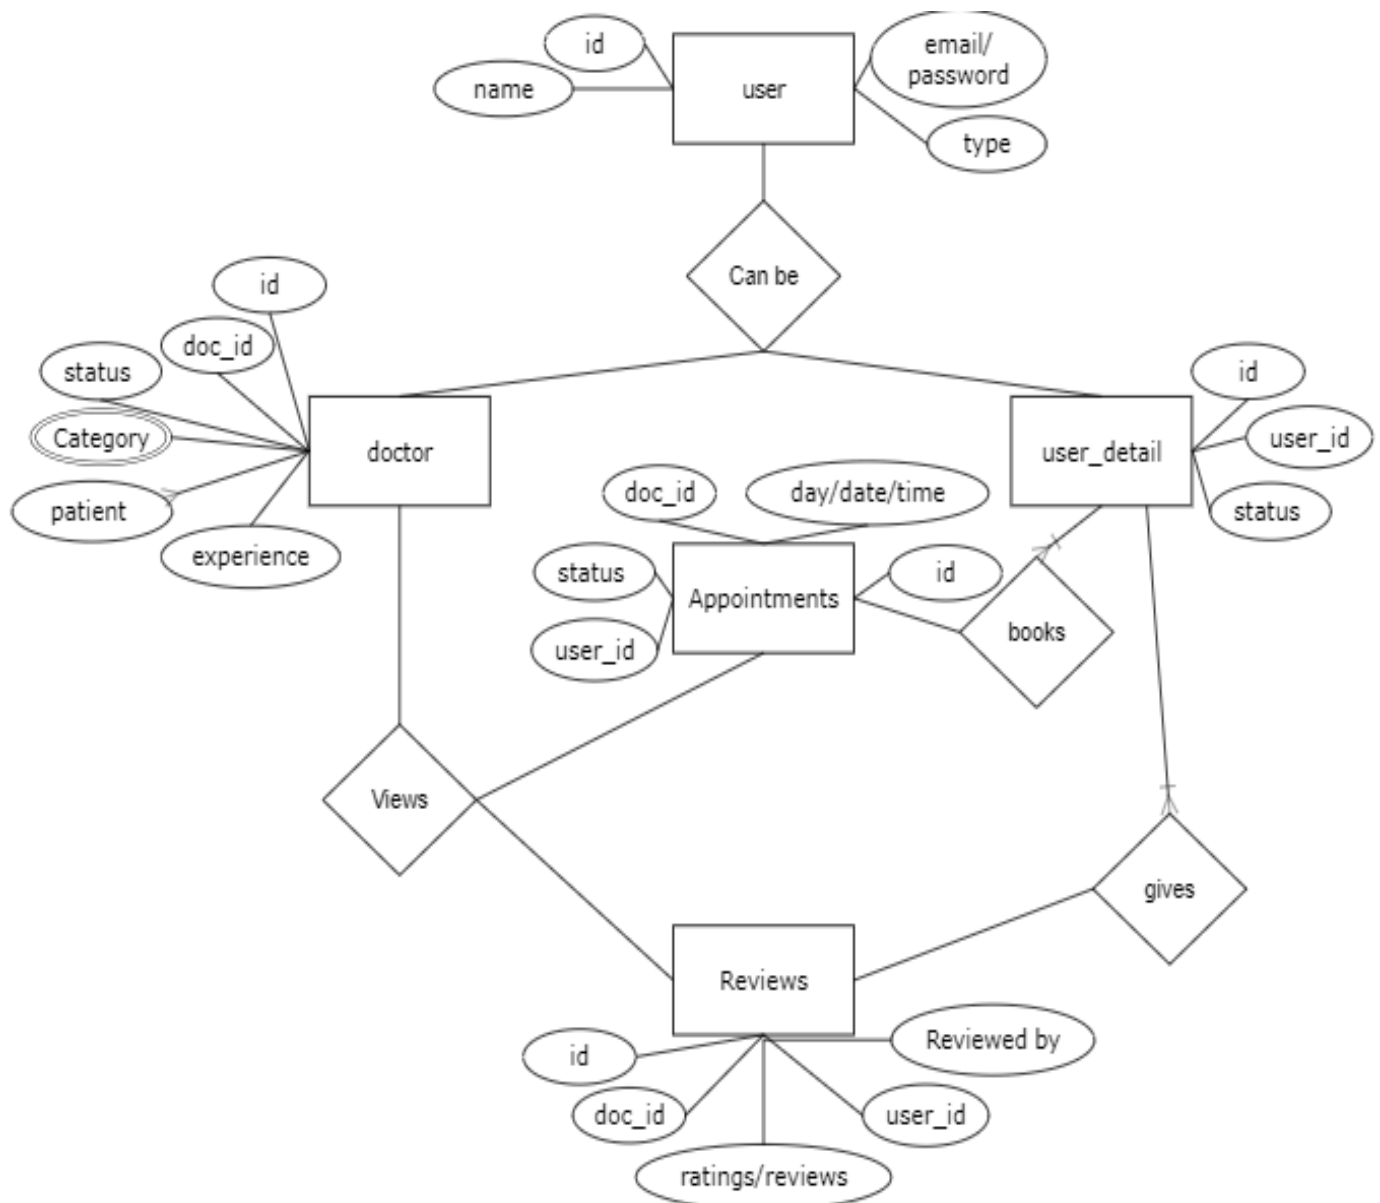 id
email/
password
name
user
type
Can be
id
doc_id
status
Category
patient
experience
doctor
id
user_id
status
user_detail
doc_id
day/date/time
status
Appointments
id
user_id
books
Views
gives
Reviews
id
Reviewed by
doc_id
user_id
ratings/reviews